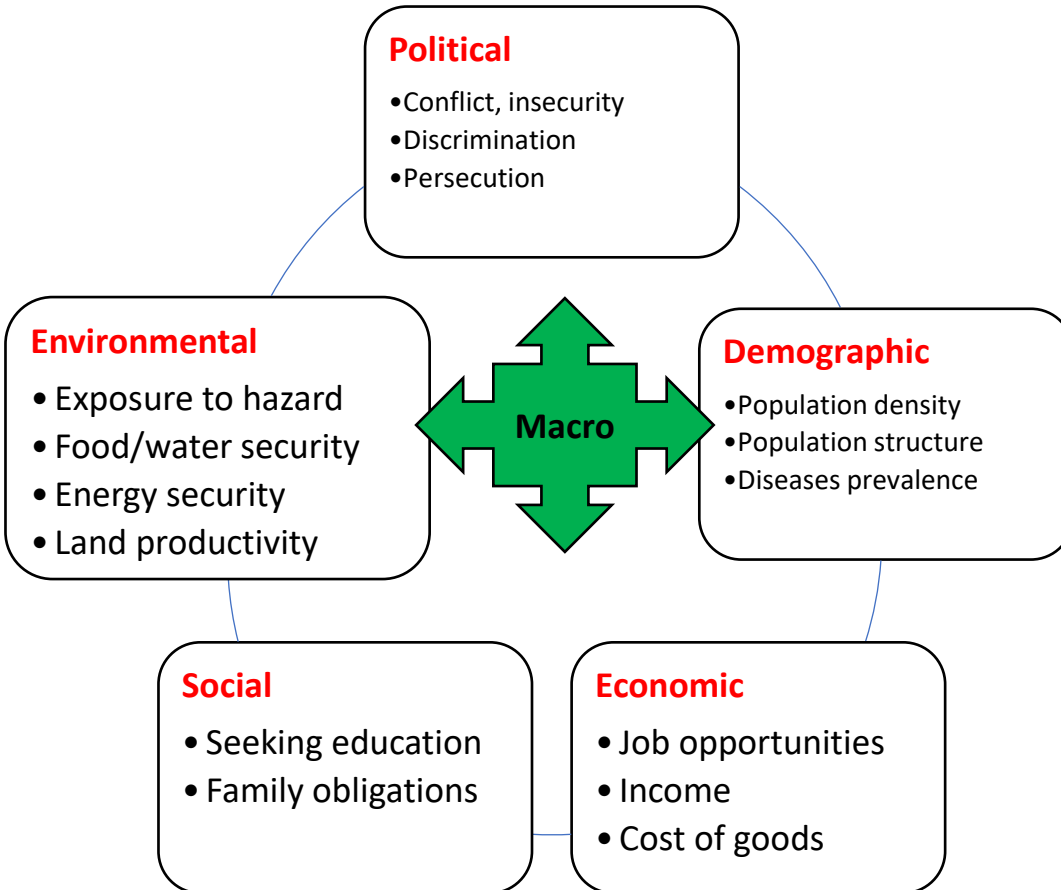 Political
•Conflict, insecurity
•Discrimination
•Persecution
Environmental
• Exposure to hazard
• Food/water security
• Energy security
• Land productivity
Macro
Demographic
•Population density
•Population structure
•Diseases prevalence
Social
• Seeking education
• Family obligations
Economic
• Job opportunities
• Income
• Cost of goods